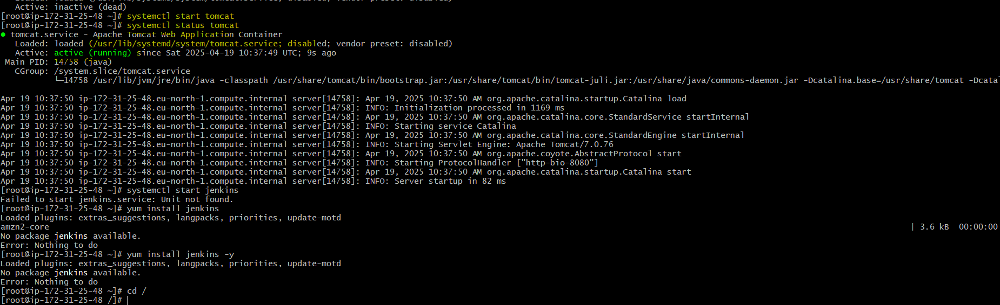 Active: inactive (dead)
[root@ip-172-31-25-48 ~]# systemctl start tomcat
[root@ip-172-31-25-48 ~]# systemctl status tomcat
● tomcat.service - Apache Tomcat Web Application Container
Loaded: loaded (/usr/lib/systemd/system/tomcat.service; disabled; vendor preset: disabled)
Active: active (running) since Sat 2025-04-19 10:37:49 UTC; 9s ago
Main PID: 14758 (java)
CGroup: /system.slice/tomcat.service
└─14758 /usr/lib/jvm/jre/bin/java -classpath /usr/share/tomcat/bin/bootstrap.jar:/usr/share/tomcat/bin/tomcat-juli.jar:/usr/share/java/commons-daemon.jar -Dcatalina.base=/usr/share/tomcat -Dcatal
Apr 19 10:37:50 ip-172-31-25-48.eu-north-1.compute.internal server[14758]: Apr 19, 2025 10:37:50 AM org.apache.catalina.startup.Catalina load
Apr 19 10:37:50 ip-172-31-25-48.eu-north-1.compute.internal server[14758]: INFO: Initialization processed in 1169 ms
Apr 19 10:37:50 ip-172-31-25-48.eu-north-1.compute.internal server[14758]: Apr 19, 2025 10:37:50 AM org.apache.catalina.core.StandardService startInternal
Apr 19 10:37:50 ip-172-31-25-48.eu-north-1.compute.internal server[14758]: INFO: Starting service Catalina
Apr 19 10:37:50 ip-172-31-25-48.eu-north-1.compute.internal server[14758]: Apr 19, 2025 10:37:50 AM org.apache.catalina.core.StandardEngine startInternal
Apr 19 10:37:50 ip-172-31-25-48.eu-north-1.compute.internal server[14758]: INFO: Starting Servlet Engine: Apache Tomcat/7.0.76
Apr 19 10:37:50 ip-172-31-25-48.eu-north-1.compute.internal server[14758]: Apr 19, 2025 10:37:50 AM org.apache.coyote.AbstractProtocol start
Apr 19 10:37:50 ip-172-31-25-48.eu-north-1.compute.internal server[14758]: INFO: Starting ProtocolHandler ["http-bio-8080"]
Apr 19 10:37:50 ip-172-31-25-48.eu-north-1.compute.internal server[14758]: Apr 19, 2025 10:37:50 AM org.apache.catalina.startup.Catalina start
Apr 19 10:37:50 ip-172-31-25-48.eu-north-1.compute.internal server[14758]: INFO: Server startup in 82 ms
[root@ip-172-31-25-48 ~]# systemctl start jenkins
Failed to start jenkins.service: Unit not found.
[root@ip-172-31-25-48 ~]# yum install jenkins
Loaded plugins: extras_suggestions, langpacks, priorities, update-motd
amzn2-core | 3.6 kB 00:00:00
No package jenkins available.
Error: Nothing to do
[root@ip-172-31-25-48 ~]# yum install jenkins -y
Loaded plugins: extras_suggestions, langpacks, priorities, update-motd
No package jenkins available.
Error: Nothing to do
[root@ip-172-31-25-48 ~]# cd /
[root@ip-172-31-25-48 /]#